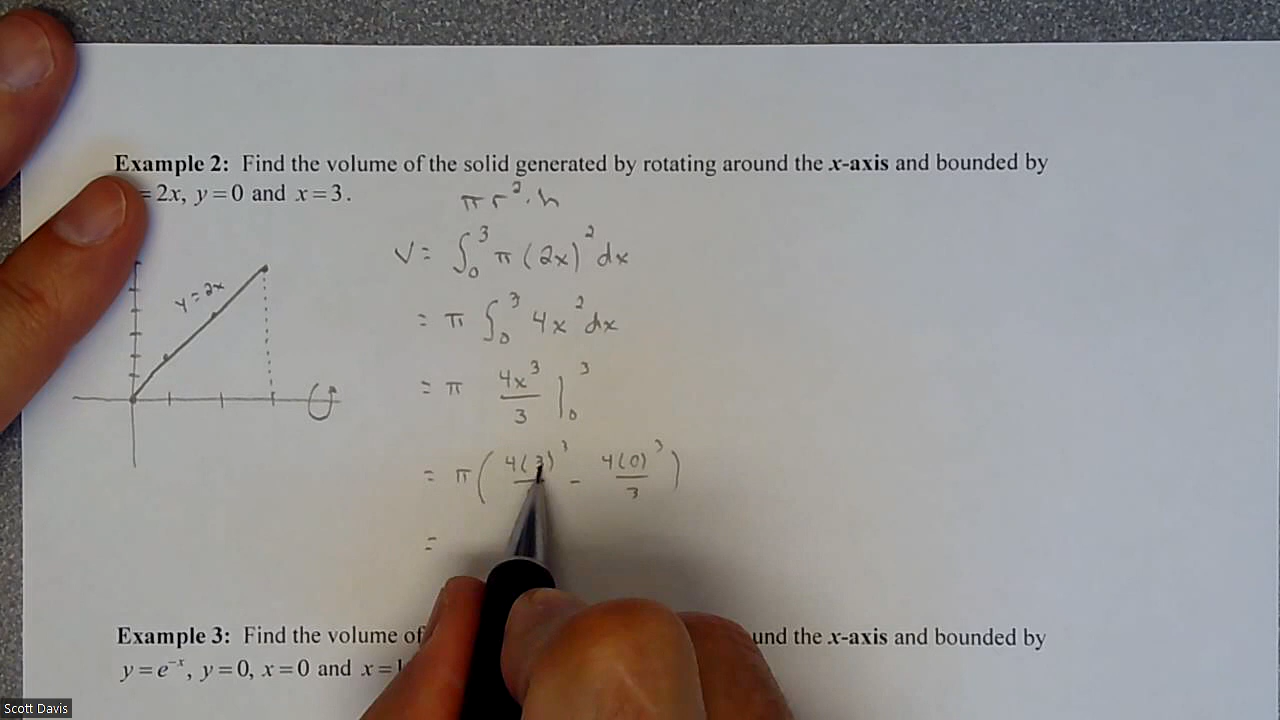 Example 2: Find the volume of the solid generated by rotating around the x-axis and bounded by
= 2x, y = 0 and x = 3.
πr²·h
y = 2x
V = ∫₀³ π(2x)² dx
= π ∫₀³ 4x² dx
= π 4x³/3 |₀³
= π( 4(3)³/ - 4(0)³/3 )
=
Example 3: Find the volume of und the x-axis and bounded by
y = e⁻ˣ, y = 0, x = 0 and x = 1
Scott Davis